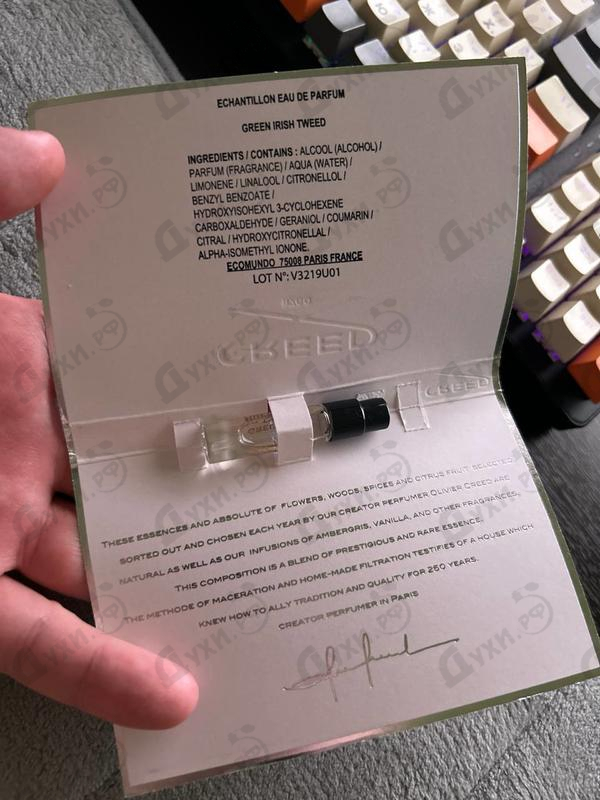 ECHANTILLON EAU DE PARFUM
GREEN IRISH TWEED
INGREDIENTS / CONTAINS : ALCOOL (ALCOHOL) /
PARFUM (FRAGRANCE) / AQUA (WATER) /
LIMONENE / LINALOOL / CITRONELLOL /
BENZYL BENZOATE /
HYDROXYISOHEXYL 3-CYCLOHEXENE
CARBOXALDEHYDE / GERANIOL / COUMARIN /
CITRAL / HYDROXYCITRONELLAL /
ALPHA-ISOMETHYL IONONE.
ECOMUNDO 75008 PARIS FRANCE
LOT N°: V3219U01
CREED
CREED
THESE ESSENCES AND ABSOLUTE OF FLOWERS, WOODS, SPICES AND CITRUS FRUIT SELECTED
SORTED OUT AND CHOSEN EACH YEAR BY OUR CREATOR PERFUMER OLIVIER CREED ARE
NATURAL AS WELL AS OUR INFUSIONS OF AMBERGRIS, VANILLA, AND OTHER FRAGRANCES.
THIS COMPOSITION IS A BLEND OF PRESTIGIOUS AND RARE ESSENCE.
THE METHODE OF MACERATION AND HOME-MADE FILTRATION TESTIFIES OF A HOUSE WHICH
KNEW HOW TO ALLY TRADITION AND QUALITY FOR 250 YEARS.
CREATOR PERFUMER IN PARIS
ДУХИ.РФ